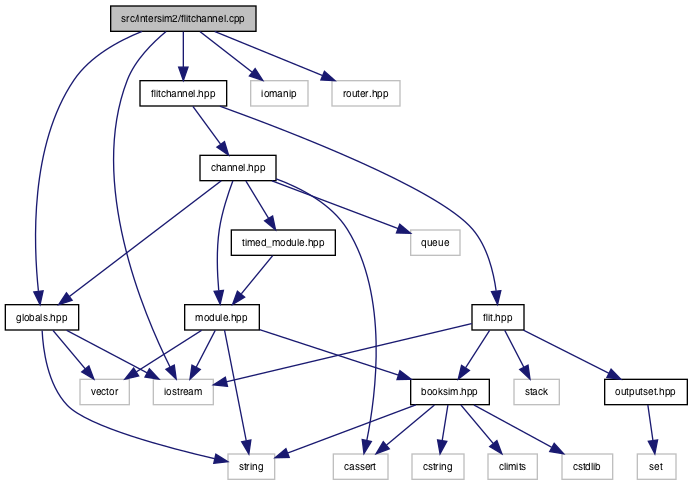 src/intersim2/flitchannel.cpp
flitchannel.hpp
iomanip
router.hpp
channel.hpp
timed_module.hpp
queue
globals.hpp
module.hpp
flit.hpp
vector
iostream
booksim.hpp
stack
outputset.hpp
string
cassert
cstring
climits
cstdlib
set